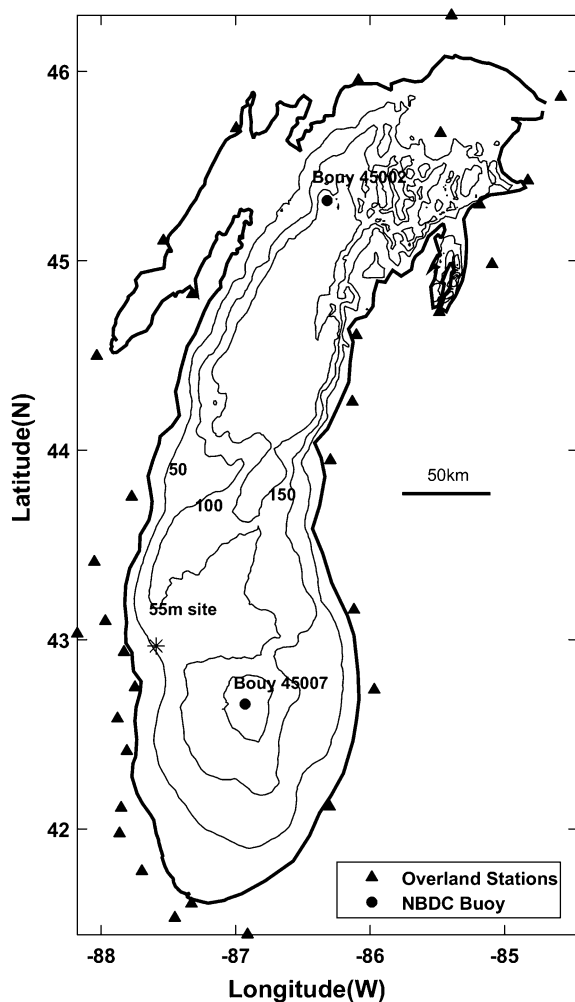 46
Bouy 45002
45
Latitude(N)
44
50
50km
150
100
55m site
43
Bouy 45007
42
Overland Stations
NBDC Buoy
-88
-87
-86
-85
Longitude(W)